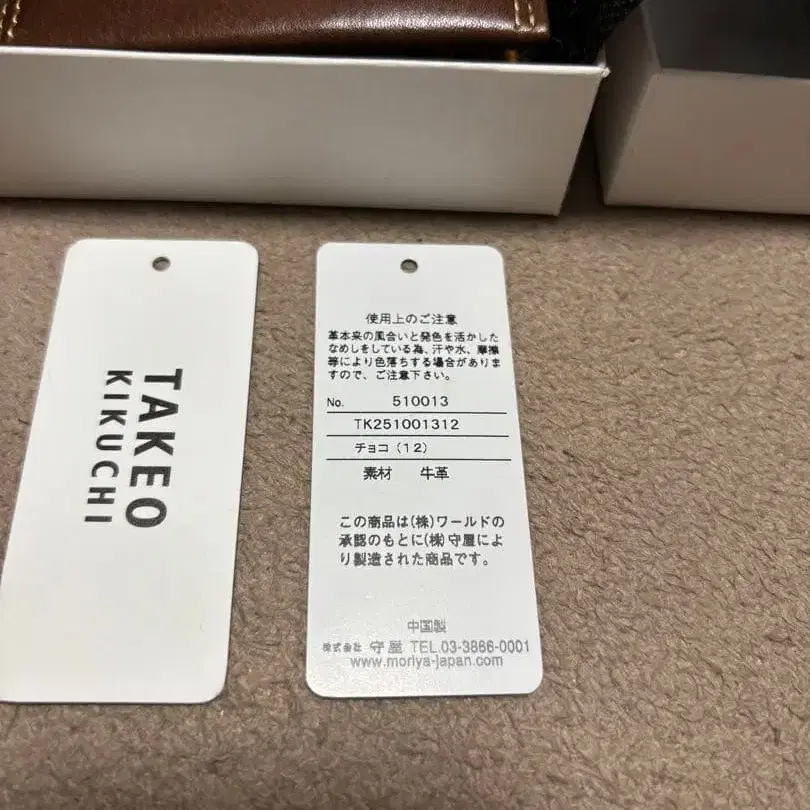 TAKEO
KIKUCHI
使用上のご注意
革本来の風合いと発色を活かした
なめしをしている為、汗や水、摩擦
等により色落ちする場合がありま
すので、ご注意下さい。
No. 510013
TK251001312
チョコ（12）
素材 牛革
この商品は(株)ワールドの
承認のもとに(株)守屋によ
り製造された商品です。
中国製
株式会社 守屋 TEL.03-3866-0001
www.moriya-japan.com